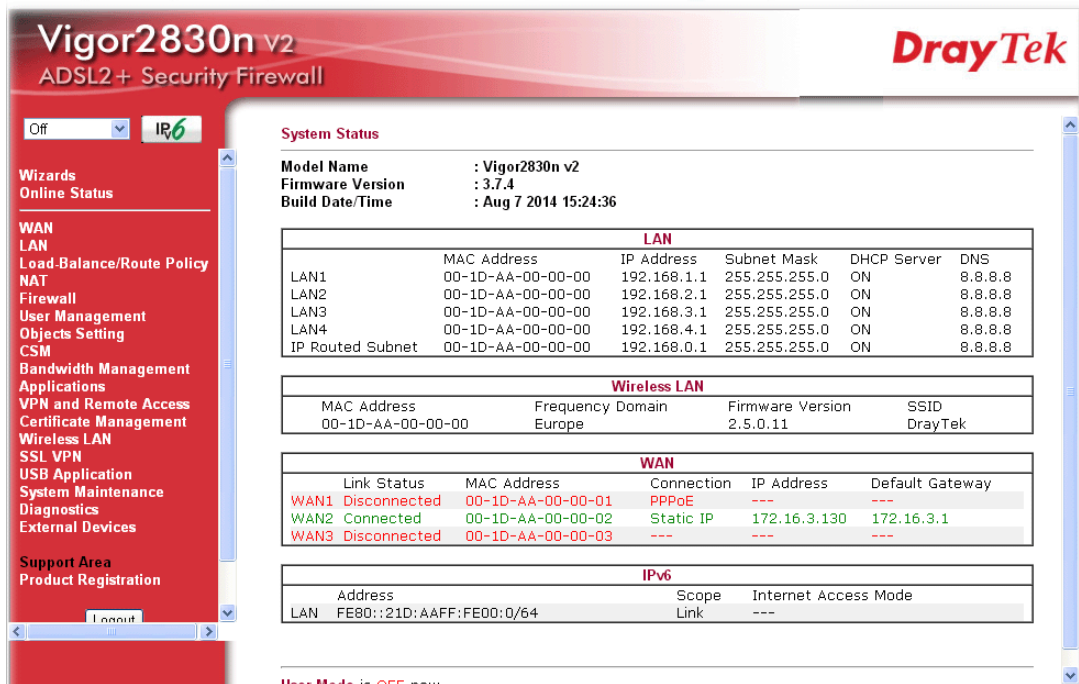 Vigor2830n V2
ADSL2+ Security Firewall
DrayTek
Off
IPv6
Wizards
Online Status
WAN
LAN
Load-Balance/Route Policy
NAT
Firewall
User Management
Objects Setting
CSM
Bandwidth Management
Applications
VPN and Remote Access
Certificate Management
Wireless LAN
SSL VPN
USB Application
System Maintenance
Diagnostics
External Devices
Support Area
Product Registration
Logout
System Status
Model Name : Vigor2830n v2
Firmware Version : 3.7.4
Build Date/Time : Aug 7 2014 15:24:36
LAN
MAC Address IP Address Subnet Mask DHCP Server DNS
LAN1 00-1D-AA-00-00-00 192.168.1.1 255.255.255.0 ON 8.8.8.8
LAN2 00-1D-AA-00-00-00 192.168.2.1 255.255.255.0 ON 8.8.8.8
LAN3 00-1D-AA-00-00-00 192.168.3.1 255.255.255.0 ON 8.8.8.8
LAN4 00-1D-AA-00-00-00 192.168.4.1 255.255.255.0 ON 8.8.8.8
IP Routed Subnet 00-1D-AA-00-00-00 192.168.0.1 255.255.255.0 ON 8.8.8.8
Wireless LAN
MAC Address Frequency Domain Firmware Version SSID
00-1D-AA-00-00-00 Europe 2.5.0.11 DrayTek
WAN
Link Status MAC Address Connection IP Address Default Gateway
WAN1 Disconnected 00-1D-AA-00-00-01 PPPoE --- ---
WAN2 Connected 00-1D-AA-00-00-02 Static IP 172.16.3.130 172.16.3.1
WAN3 Disconnected 00-1D-AA-00-00-03 --- --- ---
IPv6
Address Scope Internet Access Mode
LAN FE80::21D:AAFF:FE00:0/64 Link ---
User Mode is OFF now